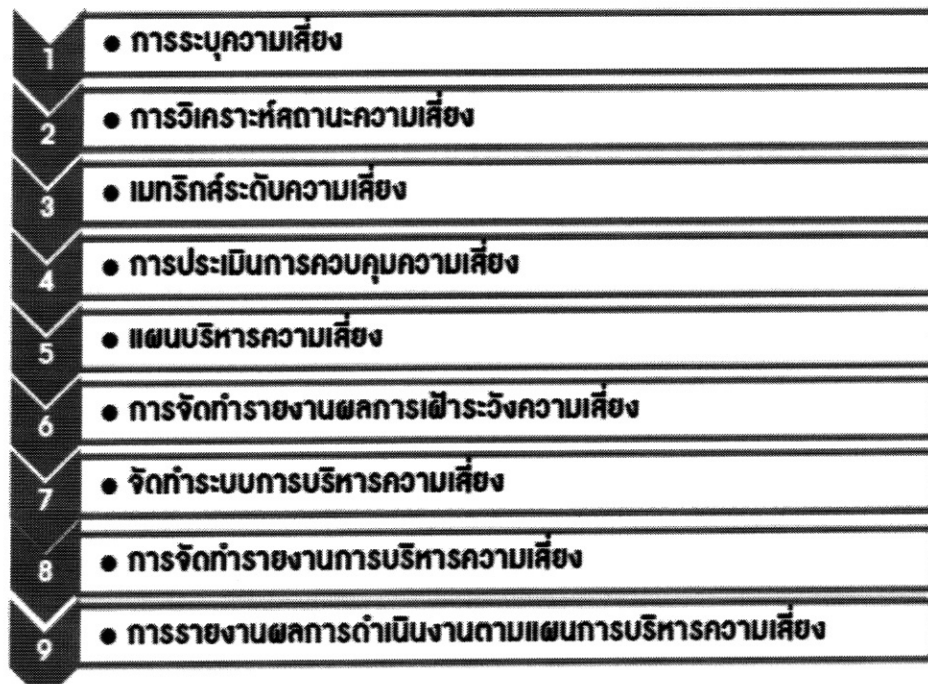 1 ● การระบุความเสี่ยง
2 ● การวิเคราะห์สถานะความเสี่ยง
3 ● เมทริกส์ระดับความเสี่ยง
4 ● การประเมินการควบคุมความเสี่ยง
5 ● แผนบริหารความเสี่ยง
6 ● การจัดทำรายงานผลการเฝ้าระวังความเสี่ยง
7 ● จัดทำระบบการบริหารความเสี่ยง
8 ● การจัดทำรายงานการบริหารความเสี่ยง
9 ● การรายงานผลการดำเนินงานตามแผนการบริหารความเสี่ยง